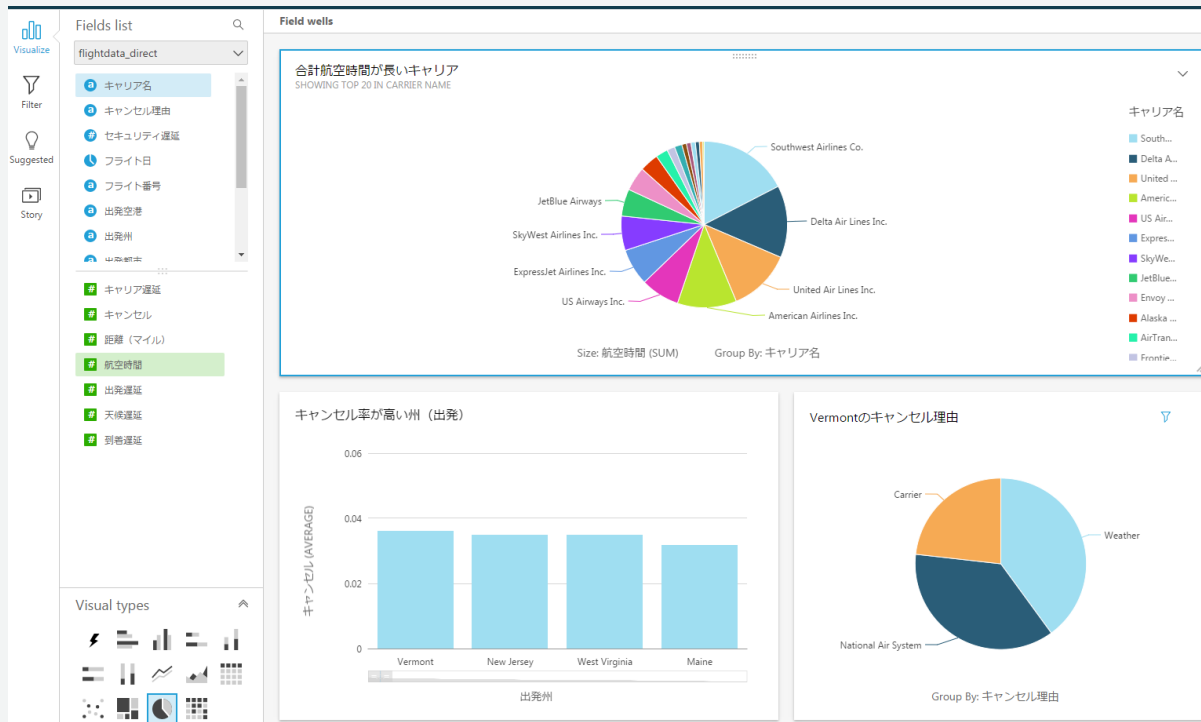 Visualize
Filter
Suggested
Story
Fields list
flightdata_direct
キャリア名
キャンセル理由
セキュリティ遅延
フライト日
フライト番号
出発空港
出発州
出発都市
キャリア遅延
キャンセル
距離（マイル）
航空時間
出発遅延
天候遅延
到着遅延
Visual types
Field wells
合計航空時間が長いキャリア
SHOWING TOP 20 IN CARRIER NAME
Southwest Airlines Co.
Delta Air Lines Inc.
United Air Lines Inc.
American Airlines Inc.
US Airways Inc.
ExpressJet Airlines Inc.
SkyWest Airlines Inc.
JetBlue Airways
Size: 航空時間 (SUM) Group By: キャリア名
キャリア名
South...
Delta A...
United ...
Americ...
US Air...
Expres...
SkyWe...
JetBlue...
Envoy ...
Alaska ...
AirTran...
Frontie...
キャンセル率が高い州（出発）
キャンセル (AVERAGE)
0.06
0.04
0.02
0
Vermont New Jersey West Virginia Maine
出発州
Vermontのキャンセル理由
Carrier
Weather
National Air System
Group By: キャンセル理由